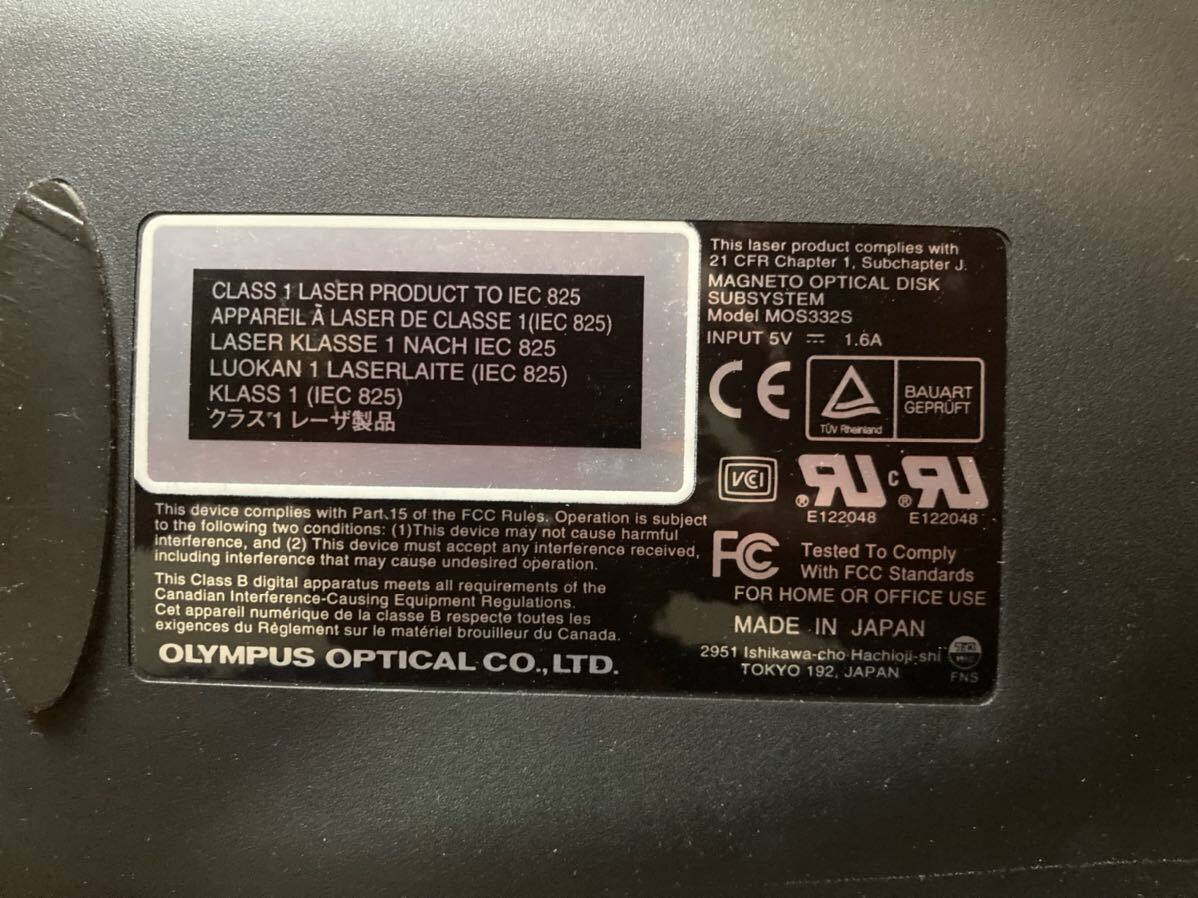 CLASS 1 LASER PRODUCT TO IEC 825
APPAREIL À LASER DE CLASSE 1(IEC 825)
LASER KLASSE 1 NACH IEC 825
LUOKAN 1 LASERLAITE (IEC 825)
KLASS 1 (IEC 825)
クラス 1 レーザ製品
This laser product complies with
21 CFR Chapter 1, Subchapter J.
MAGNETO OPTICAL DISK
SUBSYSTEM
Model MOS332S
INPUT 5V ⎓ 1.6A
CE
TÜV Rheinland
BAUART
GEPRÜFT
VCI
E122048
c
E122048
FC
Tested To Comply
With FCC Standards
FOR HOME OR OFFICE USE
This device complies with Part.15 of the FCC Rules. Operation is subject
to the following two conditions: (1)This device may not cause harmful
interference, and (2) This device must accept any interference received,
including interference that may cause undesired operation.
This Class B digital apparatus meets all requirements of the
Canadian Interference-Causing Equipment Regulations.
Cet appareil numérique de la classe B respecte toutes les
exigences du Règlement sur le matériel brouilleur du Canada.
OLYMPUS OPTICAL CO.,LTD.
MADE IN JAPAN
2951 Ishikawa-cho Hachioji-shi
TOKYO 192, JAPAN
FNS